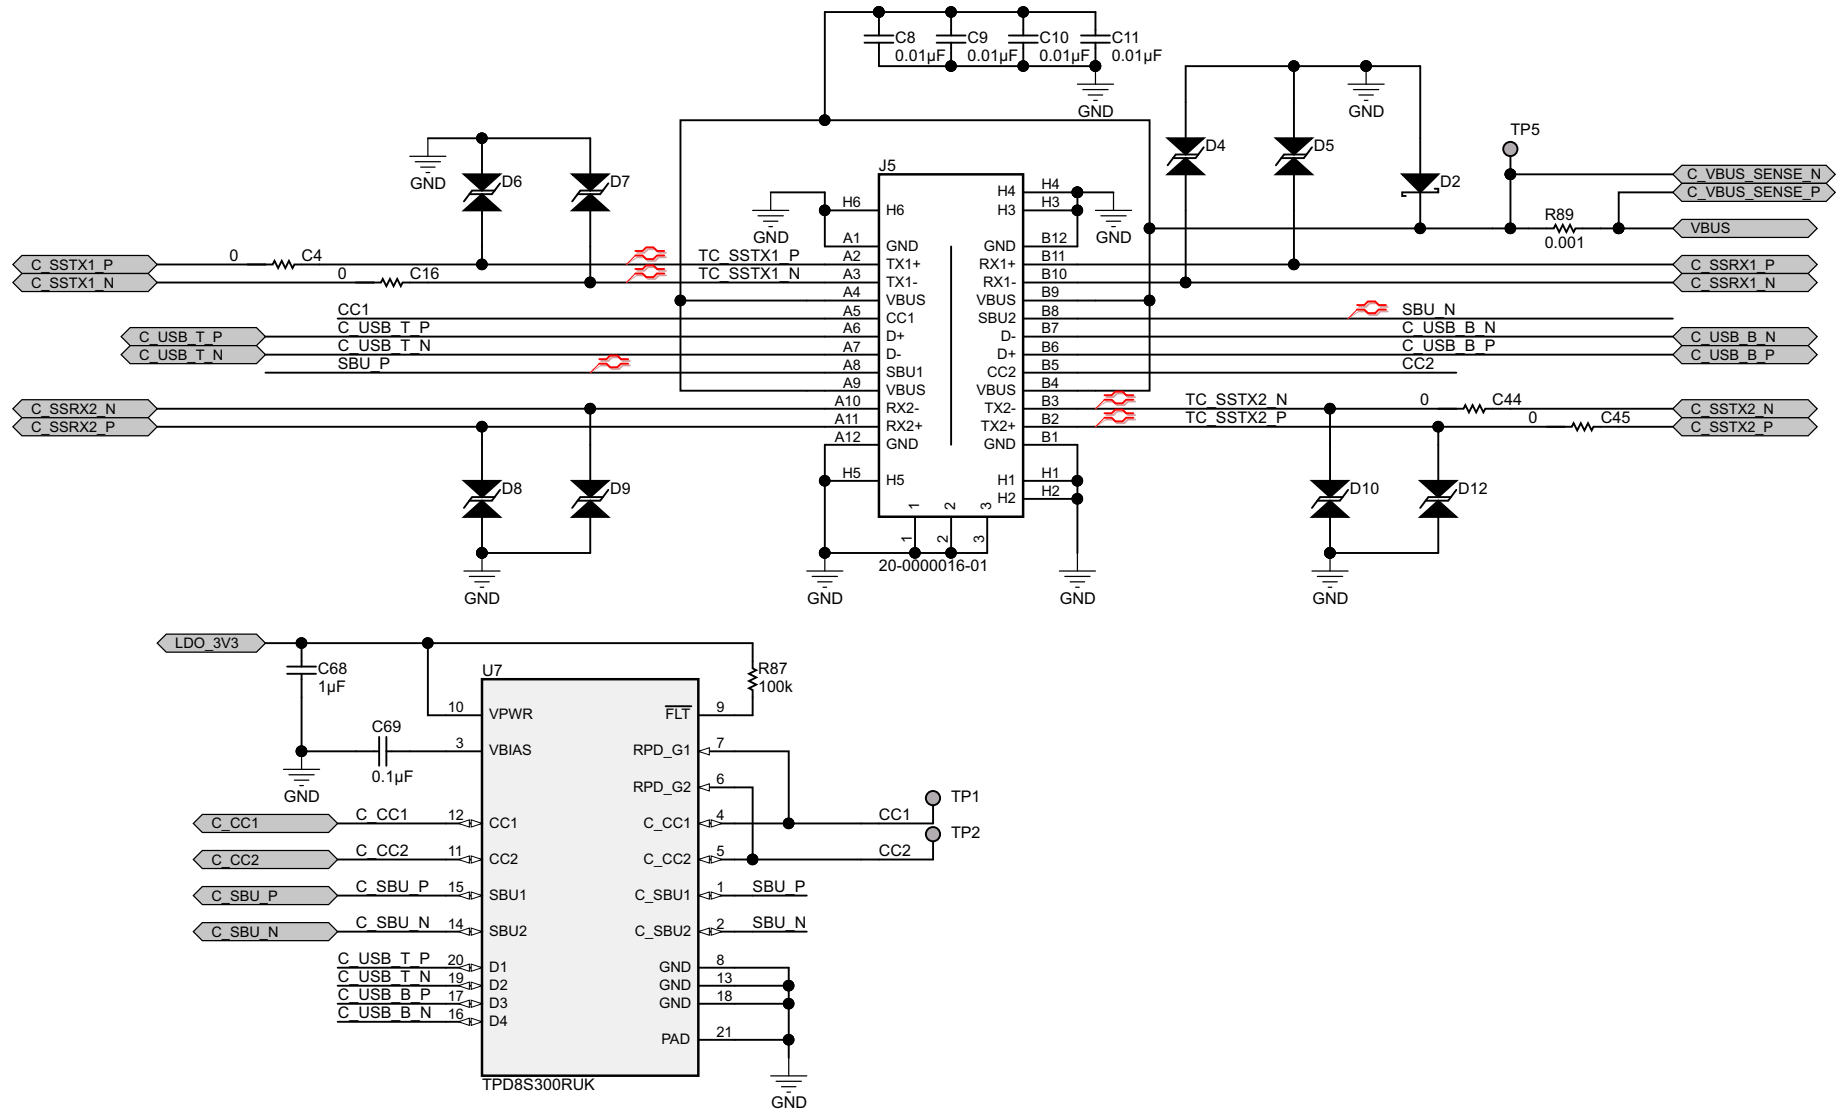 C8 C9 C10 C11
0.01µF 0.01µF 0.01µF 0.01µF
GND
GND
TP5
D4 D5 D2
C_VBUS_SENSE_N
C_VBUS_SENSE_P
R89
0.001
VBUS
GND
D6 D7
J5
GND
H6 H6
A1 GND
A2 TX1+
A3 TX1-
A4 VBUS
A5 CC1
A6 D+
A7 D-
A8 SBU1
A9 VBUS
A10 RX2-
A11 RX2+
A12 GND
H5 H5
H4 H4
H3 H3
GND
GND B12
RX1+ B11
RX1- B10
VBUS B9
SBU2 B8
D- B7
D+ B6
CC2 B5
VBUS B4
TX2- B3
TX2+ B2
GND B1
H1 H1
H2 H2
1 2 3
1 2 3
20-0000016-01
C_SSTX1_P 0 C4 TC_SSTX1_P
C_SSTX1_N 0 C16 TC_SSTX1_N
CC1
C_USB_T_P C_USB_T_P
C_USB_T_N C_USB_T_N
SBU_P
C_SSRX2_N
C_SSRX2_P
C_SSRX1_P
C_SSRX1_N
SBU_N
C_USB_B_N C_USB_B_N
C_USB_B_P C_USB_B_P
CC2
TC_SSTX2_N 0 C44 C_SSTX2_N
TC_SSTX2_P 0 C45 C_SSTX2_P
D8 D9
D10 D12
GND GND GND GND
LDO_3V3
C68
1µF
U7
R87
100k
10 VPWR
FLT 9
C69
0.1µF
3 VBIAS
RPD_G1 7
GND
RPD_G2 6
TP1
C_CC1 C_CC1 12 CC1
C_CC1 4 CC1
TP2
C_CC2 C_CC2 11 CC2
C_CC2 5 CC2
C_SBU_P C_SBU_P 15 SBU1
C_SBU1 1 SBU_P
C_SBU_N C_SBU_N 14 SBU2
C_SBU2 2 SBU_N
C_USB_T_P 20 D1
GND 8
C_USB_T_N 19 D2
GND 13
C_USB_B_P 17 D3
GND 18
C_USB_B_N 16 D4
PAD 21
TPD8S300RUK
GND